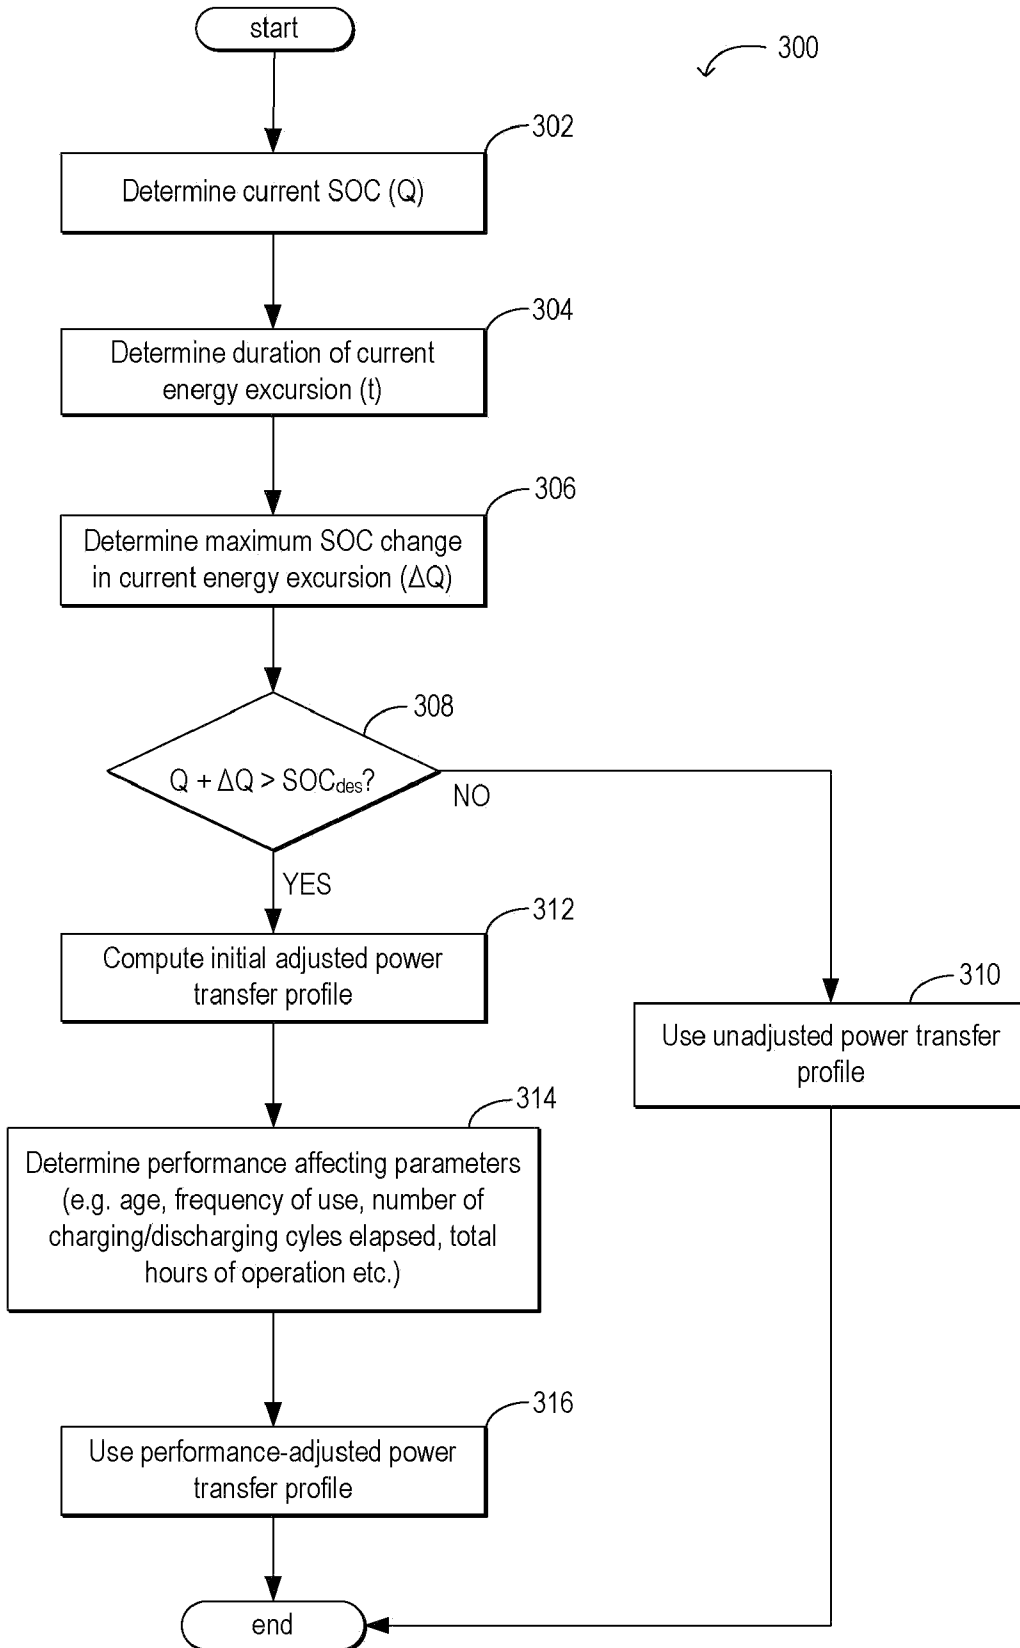 start
300
302
Determine current SOC (Q)
304
Determine duration of current
energy excursion (t)
306
Determine maximum SOC change
in current energy excursion (ΔQ)
308
Q + ΔQ > SOCdes?
NO
YES
312
Compute initial adjusted power
transfer profile
310
Use unadjusted power transfer
profile
314
Determine performance affecting parameters
(e.g. age, frequency of use, number of
charging/discharging cyles elapsed, total
hours of operation etc.)
316
Use performance-adjusted power
transfer profile
end